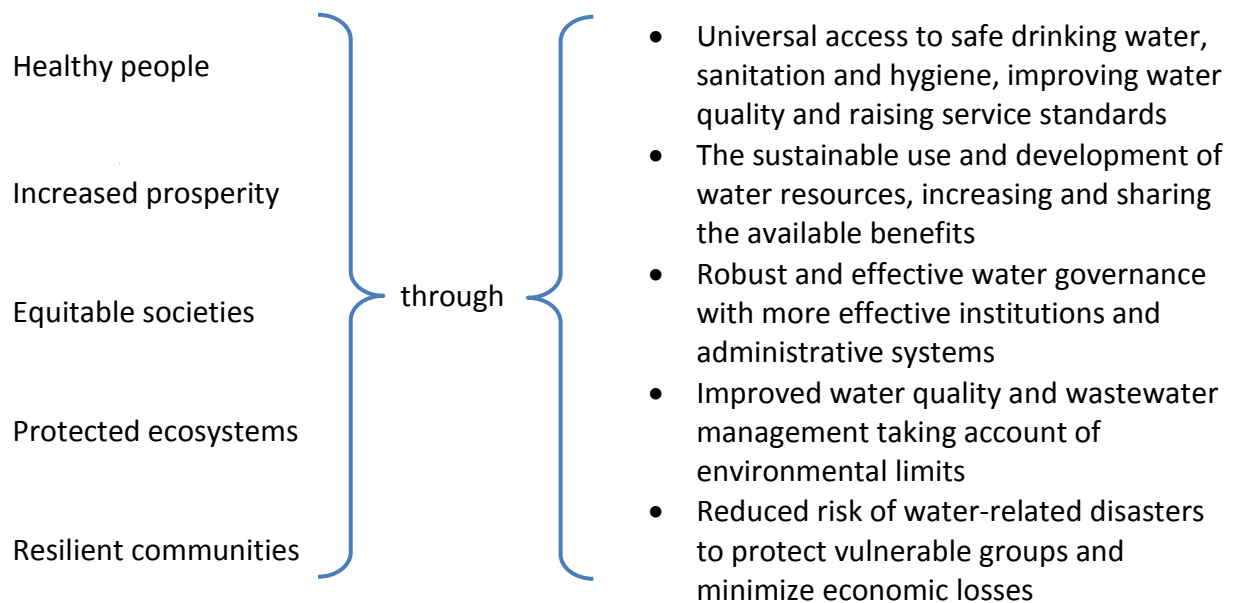 Healthy people
Increased prosperity
Equitable societies
Protected ecosystems
Resilient communities
through
• Universal access to safe drinking water,
sanitation and hygiene, improving water
quality and raising service standards
• The sustainable use and development of
water resources, increasing and sharing
the available benefits
• Robust and effective water governance
with more effective institutions and
administrative systems
• Improved water quality and wastewater
management taking account of
environmental limits
• Reduced risk of water-related disasters
to protect vulnerable groups and
minimize economic losses